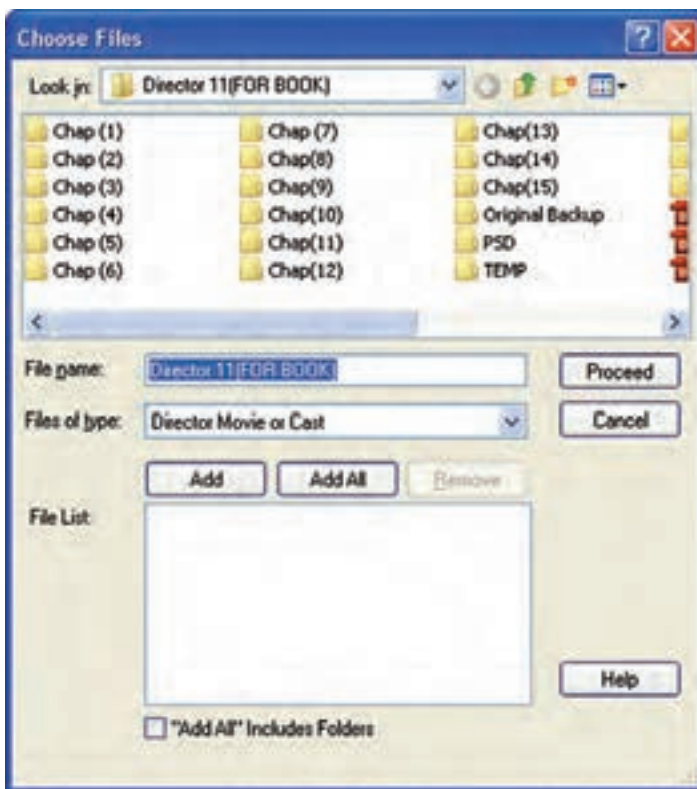 Choose Files
Look in: Director 11(FOR BOOK)
Chap (1) Chap (7) Chap(13)
Chap (2) Chap(8) Chap(14)
Chap (3) Chap(9) Chap(15)
Chap (4) Chap(10) Original Backup
Chap (5) Chap(11) PSD
Chap (6) Chap(12) TEMP
File name: Director 11(FOR BOOK) Proceed
Files of type: Director Movie or Cast Cancel
Add Add All Remove
File List:
Help
"Add All" Includes Folders